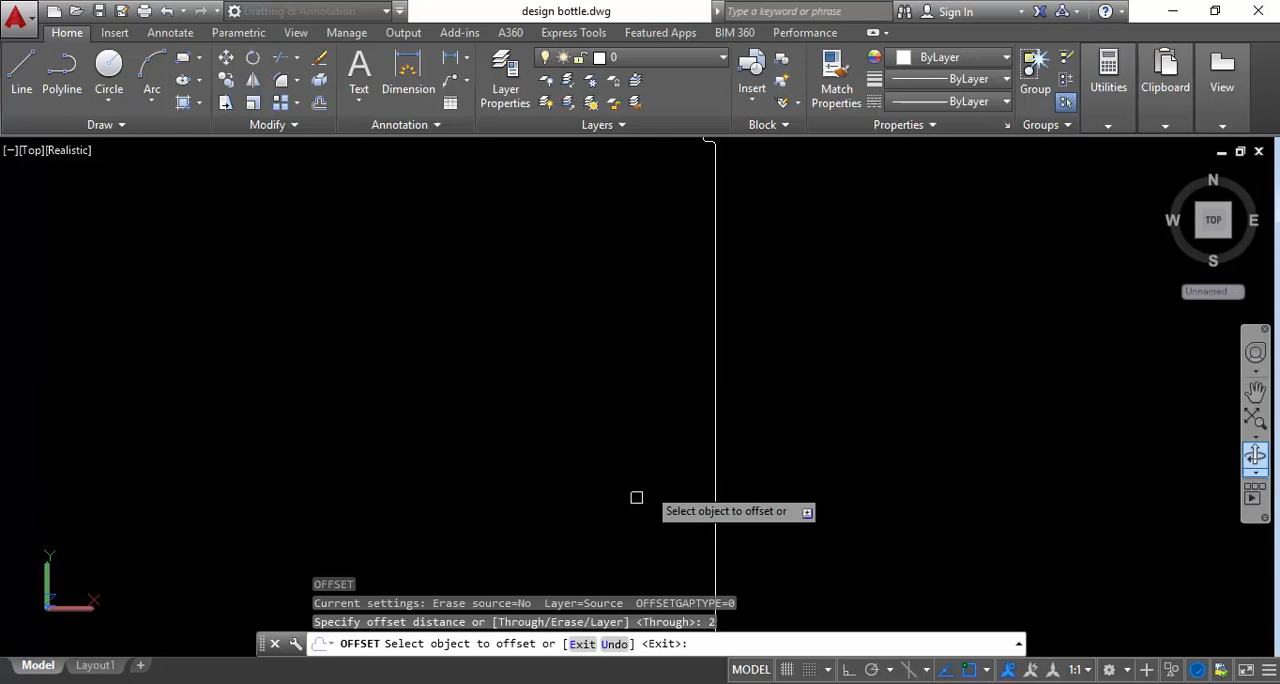 Drafting & Annotation
design bottle.dwg
Type a keyword or phrase
Sign In
Home Insert Annotate Parametric View Manage Output Add-ins A360 Express Tools Featured Apps BIM 360 Performance
Line Polyline Circle Arc
Draw
Modify
Text Dimension
Annotation
Layer Properties
0
Layers
Insert
Block
Match Properties
ByLayer
ByLayer
ByLayer
Properties
Group
Groups
Utilities
Clipboard
View
[−][Top][Realistic]
N
W TOP E
S
Unnamed
Select object to offset or
Y
X
OFFSET
Current settings: Erase source=No Layer=Source OFFSETGAPTYPE=0
Specify offset distance or [Through/Erase/Layer] <Through>: 2
OFFSET Select object to offset or [Exit Undo] <Exit>:
Model Layout1 +
MODEL 1:1